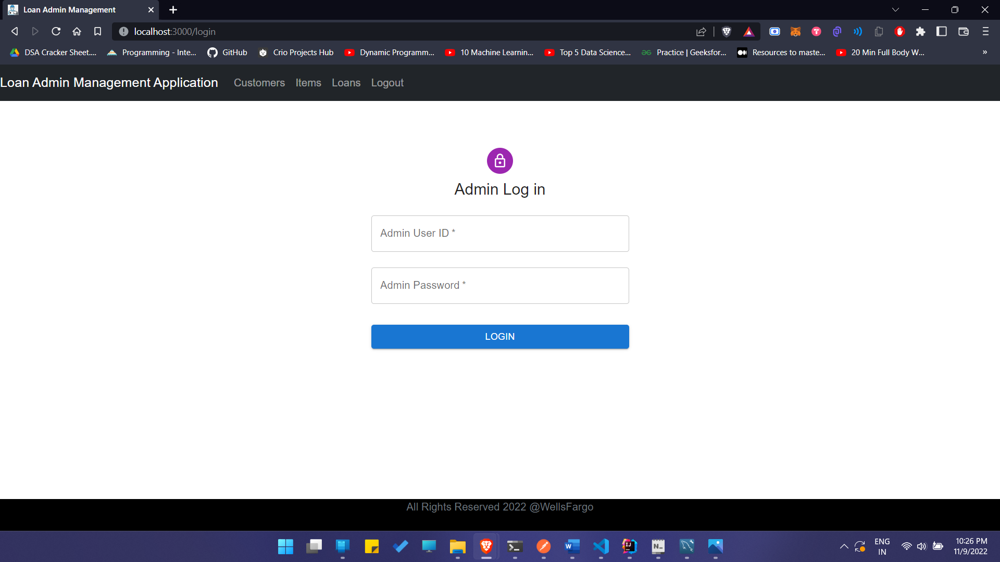 Loan Admin Management
localhost:3000/login
DSA Cracker Sheet....
Programming - Inte...
GitHub
Crio Projects Hub
Dynamic Programm...
10 Machine Learnin...
Top 5 Data Science...
Practice | Geeksfor...
Resources to maste...
20 Min Full Body W...
»
Loan Admin Management Application Customers Items Loans Logout
Admin Log in
Admin User ID *
Admin Password *
LOGIN
All Rights Reserved 2022 @WellsFargo
ENG
IN
10:26 PM
11/9/2022